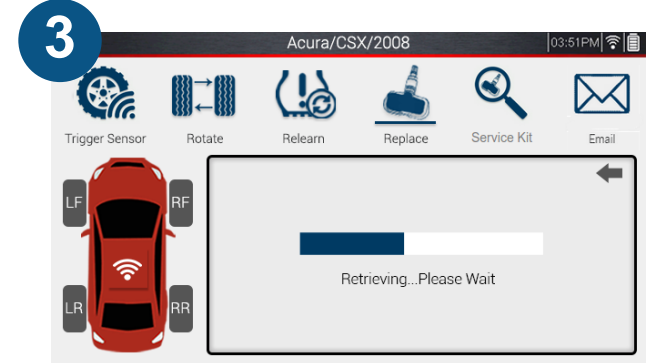 3
Acura/CSX/2008
03:51PM
Trigger Sensor
Rotate
Relearn
Replace
Service Kit
Email
LF
RF
Retrieving...Please Wait
LR
RR